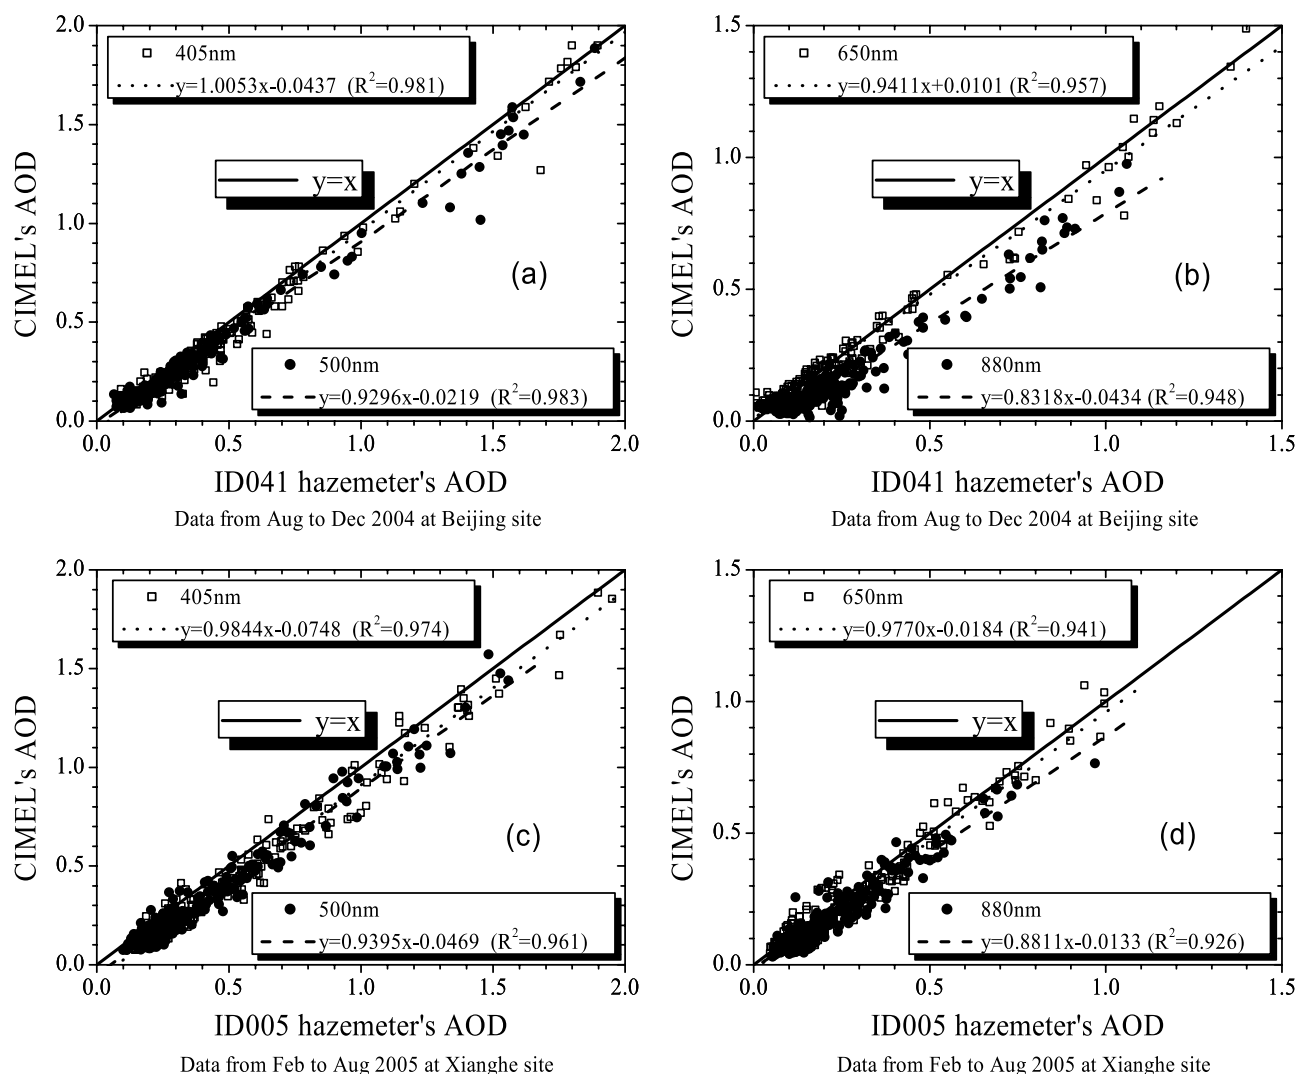 2.0
1.5
1.0
0.5
0.0
CIMEL's AOD
405nm
y=1.0053x-0.0437 (R²=0.981)
y=x
(a)
500nm
y=0.9296x-0.0219 (R²=0.983)
0.0 0.5 1.0 1.5 2.0
ID041 hazemeter's AOD
Data from Aug to Dec 2004 at Beijing site
1.5
1.0
0.5
0.0
CIMEL's AOD
650nm
y=0.9411x+0.0101 (R²=0.957)
y=x
(b)
880nm
y=0.8318x-0.0434 (R²=0.948)
0.0 0.5 1.0 1.5
ID041 hazemeter's AOD
Data from Aug to Dec 2004 at Beijing site
2.0
1.5
1.0
0.5
0.0
CIMEL's AOD
405nm
y=0.9844x-0.0748 (R²=0.974)
y=x
(c)
500nm
y=0.9395x-0.0469 (R²=0.961)
0.0 0.5 1.0 1.5 2.0
ID005 hazemeter's AOD
Data from Feb to Aug 2005 at Xianghe site
1.5
1.0
0.5
0.0
CIMEL's AOD
650nm
y=0.9770x-0.0184 (R²=0.941)
y=x
(d)
880nm
y=0.8811x-0.0133 (R²=0.926)
0.0 0.5 1.0 1.5
ID005 hazemeter's AOD
Data from Feb to Aug 2005 at Xianghe site